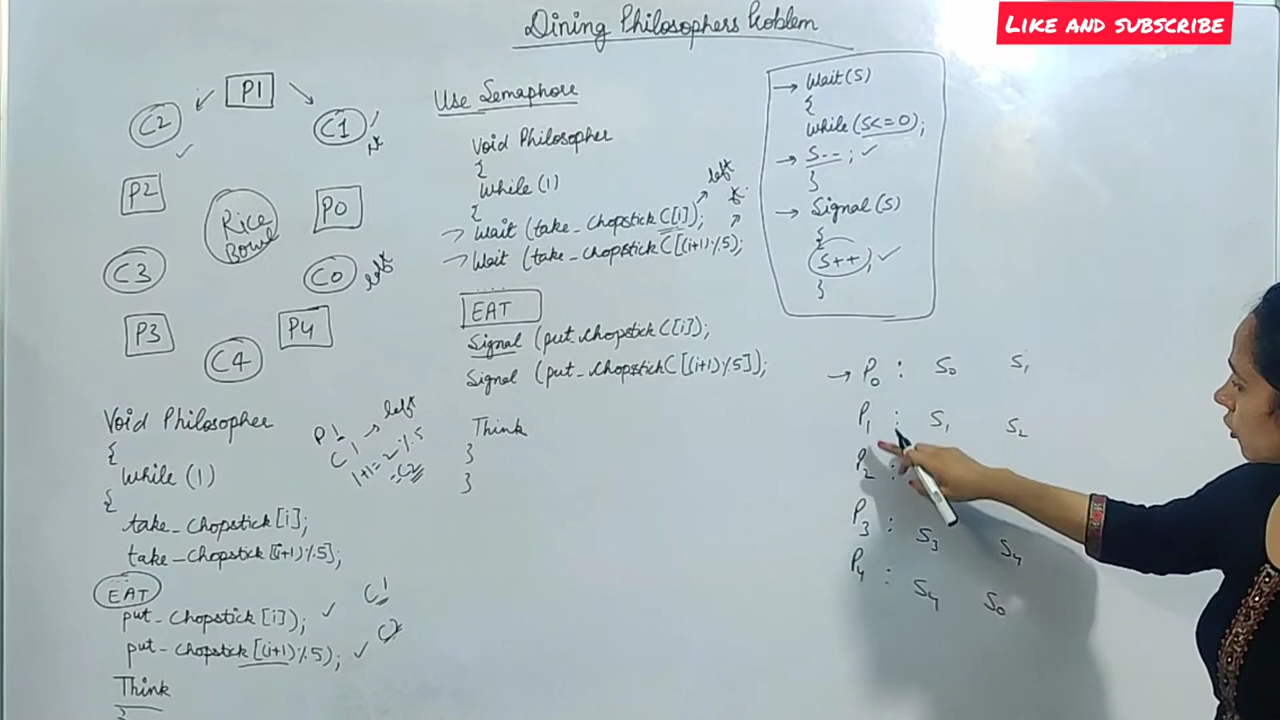 Dining Philosophers Problem
LIKE AND SUBSCRIBE
P1
C2
C1
P2
P0
Rice
Bowl
C3
C0
left
P3
P4
C4
Use Semaphore
Void Philosopher
{
while (1)
{
left
Wait (take_chopstick C[i]);
Wait (take_chopstick C[(i+1)%5);
....
EAT
Signal (put_chopstick C[i]);
Signal (put_chopstick C[(i+1)%5]);
Think
}
}
→ Wait(S)
{
while (S<=0);
→ S-- ; ✓
}
→ Signal(S)
{
S++; ✓
}
Void Philosopher
{
while (1)
{
take_chopstick[i];
take_chopstick[(i+1)%5];
EAT
put_chopstick[i]; ✓ C1
put_chopstick[(i+1)%5); ✓ C2
Think
}
P1
C1 → left
1+1=2%5
=C2
→ P0 : S0 S1
P1 : S1 S2
P2 :
P3 : S3 S4
P4 : S4 S0